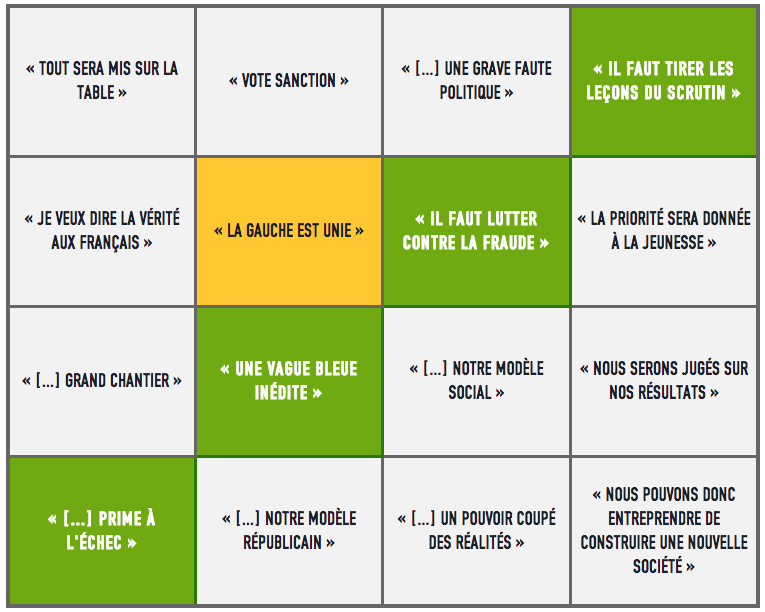 « TOUT SERA MIS SUR LA
TABLE »
« VOTE SANCTION »
« [...] UNE GRAVE FAUTE
POLITIQUE »
« IL FAUT TIRER LES
LEÇONS DU SCRUTIN »
« JE VEUX DIRE LA VÉRITÉ
AUX FRANÇAIS »
« LA GAUCHE EST UNIE »
« IL FAUT LUTTER
CONTRE LA FRAUDE »
« LA PRIORITÉ SERA DONNÉE
À LA JEUNESSE »
« [...] GRAND CHANTIER »
« UNE VAGUE BLEUE
INÉDITE »
« [...] NOTRE MODÈLE
SOCIAL »
« NOUS SERONS JUGÉS SUR
NOS RÉSULTATS »
« [...] PRIME À
L'ÉCHEC »
« [...] NOTRE MODÈLE
RÉPUBLICAIN »
« [...] UN POUVOIR COUPÉ
DES RÉALITÉS »
« NOUS POUVONS DONC
ENTREPRENDRE DE
CONSTRUIRE UNE NOUVELLE
SOCIÉTÉ »